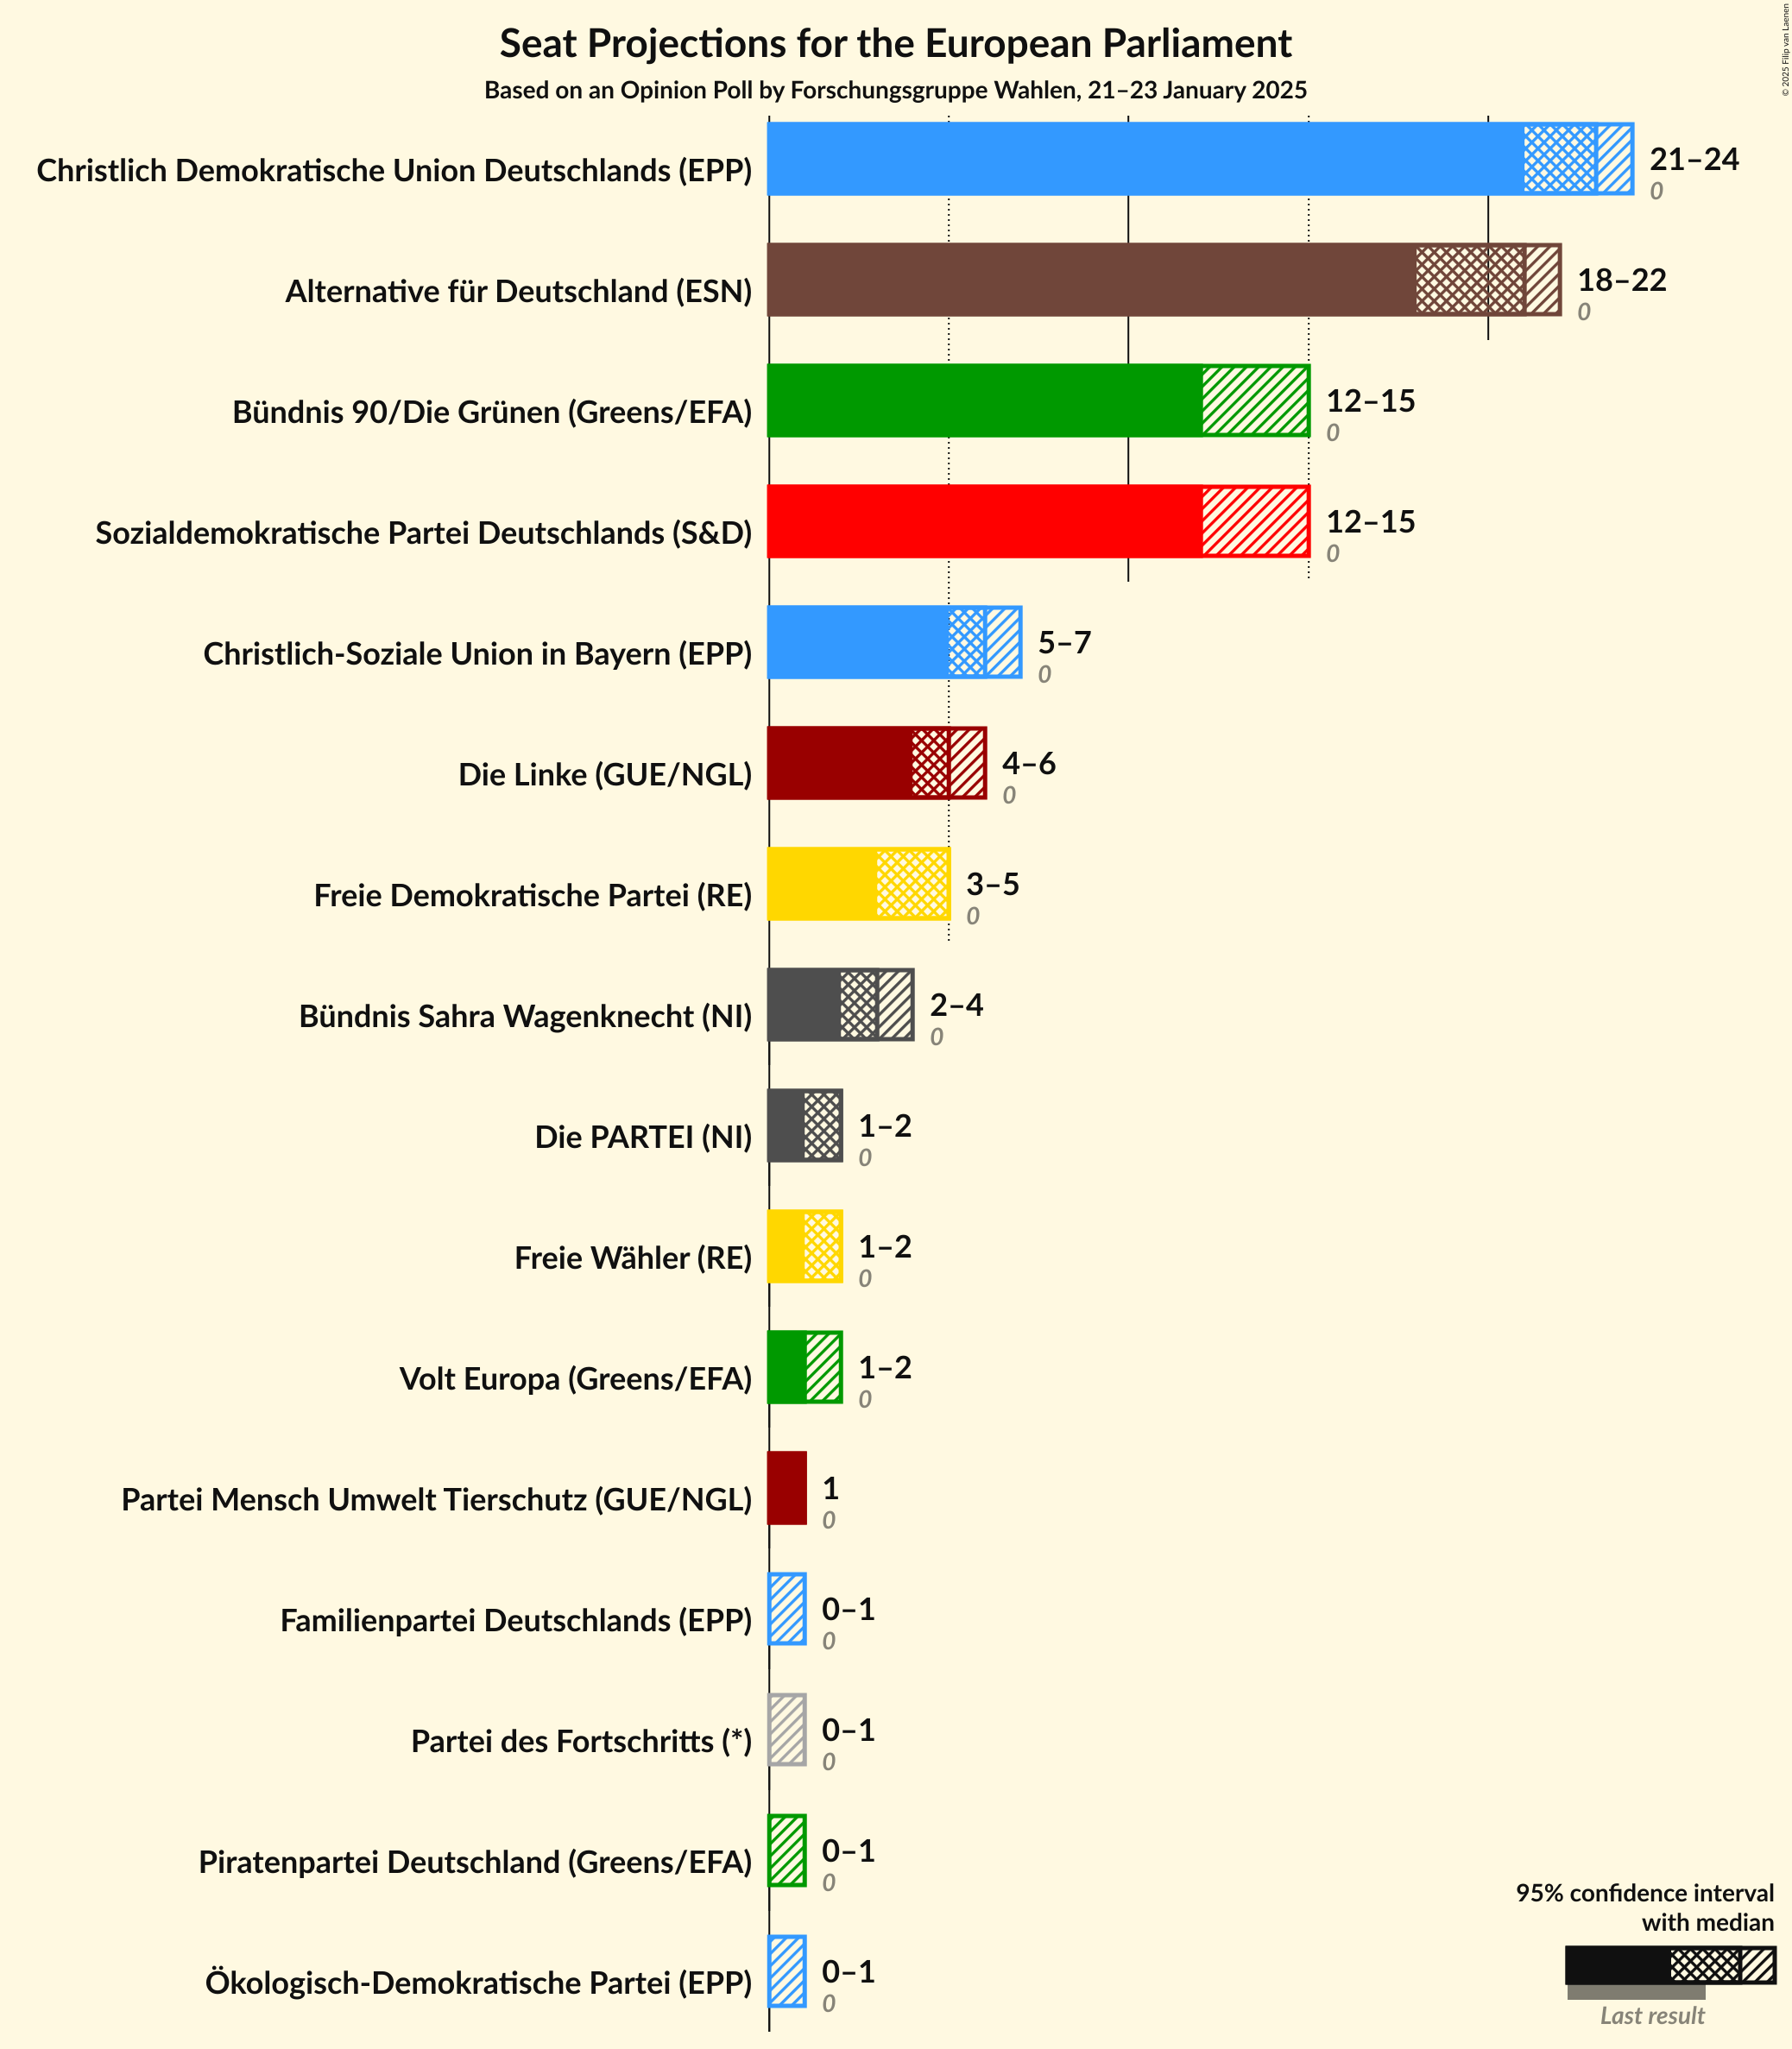 Seat Projections for the European Parliament
Based on an Opinion Poll by Forschungsgruppe Wahlen, 21–23 January 2025
© 2025 Filip van Laenen
Christlich Demokratische Union Deutschlands (EPP)
21–24
0
Alternative für Deutschland (ESN)
18–22
0
Bündnis 90/Die Grünen (Greens/EFA)
12–15
0
Sozialdemokratische Partei Deutschlands (S&D)
12–15
0
Christlich-Soziale Union in Bayern (EPP)
5–7
0
Die Linke (GUE/NGL)
4–6
0
Freie Demokratische Partei (RE)
3–5
0
Bündnis Sahra Wagenknecht (NI)
2–4
0
Die PARTEI (NI)
1–2
0
Freie Wähler (RE)
1–2
0
Volt Europa (Greens/EFA)
1–2
0
Partei Mensch Umwelt Tierschutz (GUE/NGL)
1
0
Familienpartei Deutschlands (EPP)
0–1
0
Partei des Fortschritts (*)
0–1
0
Piratenpartei Deutschland (Greens/EFA)
0–1
0
Ökologisch-Demokratische Partei (EPP)
0–1
0
95% confidence interval
with median
Last result